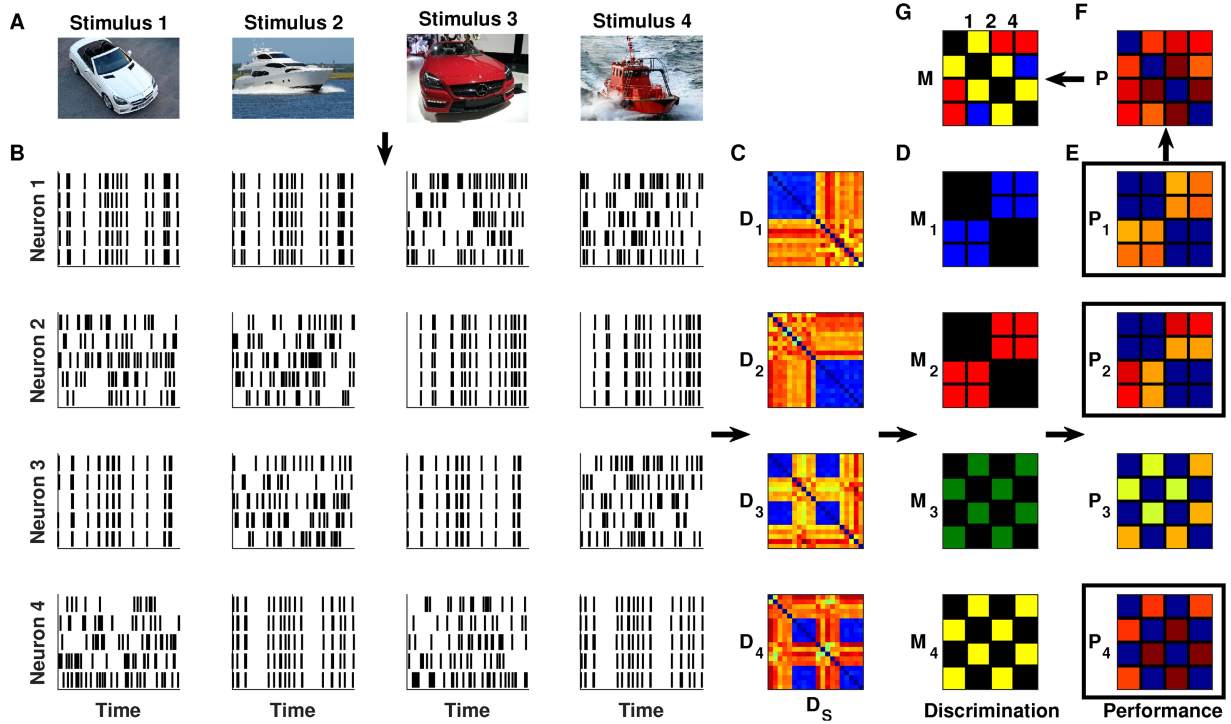 A
Stimulus 1
Stimulus 2
Stimulus 3
Stimulus 4
G
1 2 4
F
M
P
B
C
D
E
Neuron 1
D1
M1
P1
Neuron 2
D2
M2
P2
Neuron 3
D3
M3
P3
Neuron 4
D4
M4
P4
Time
Time
Time
Time
DS
Discrimination
Performance